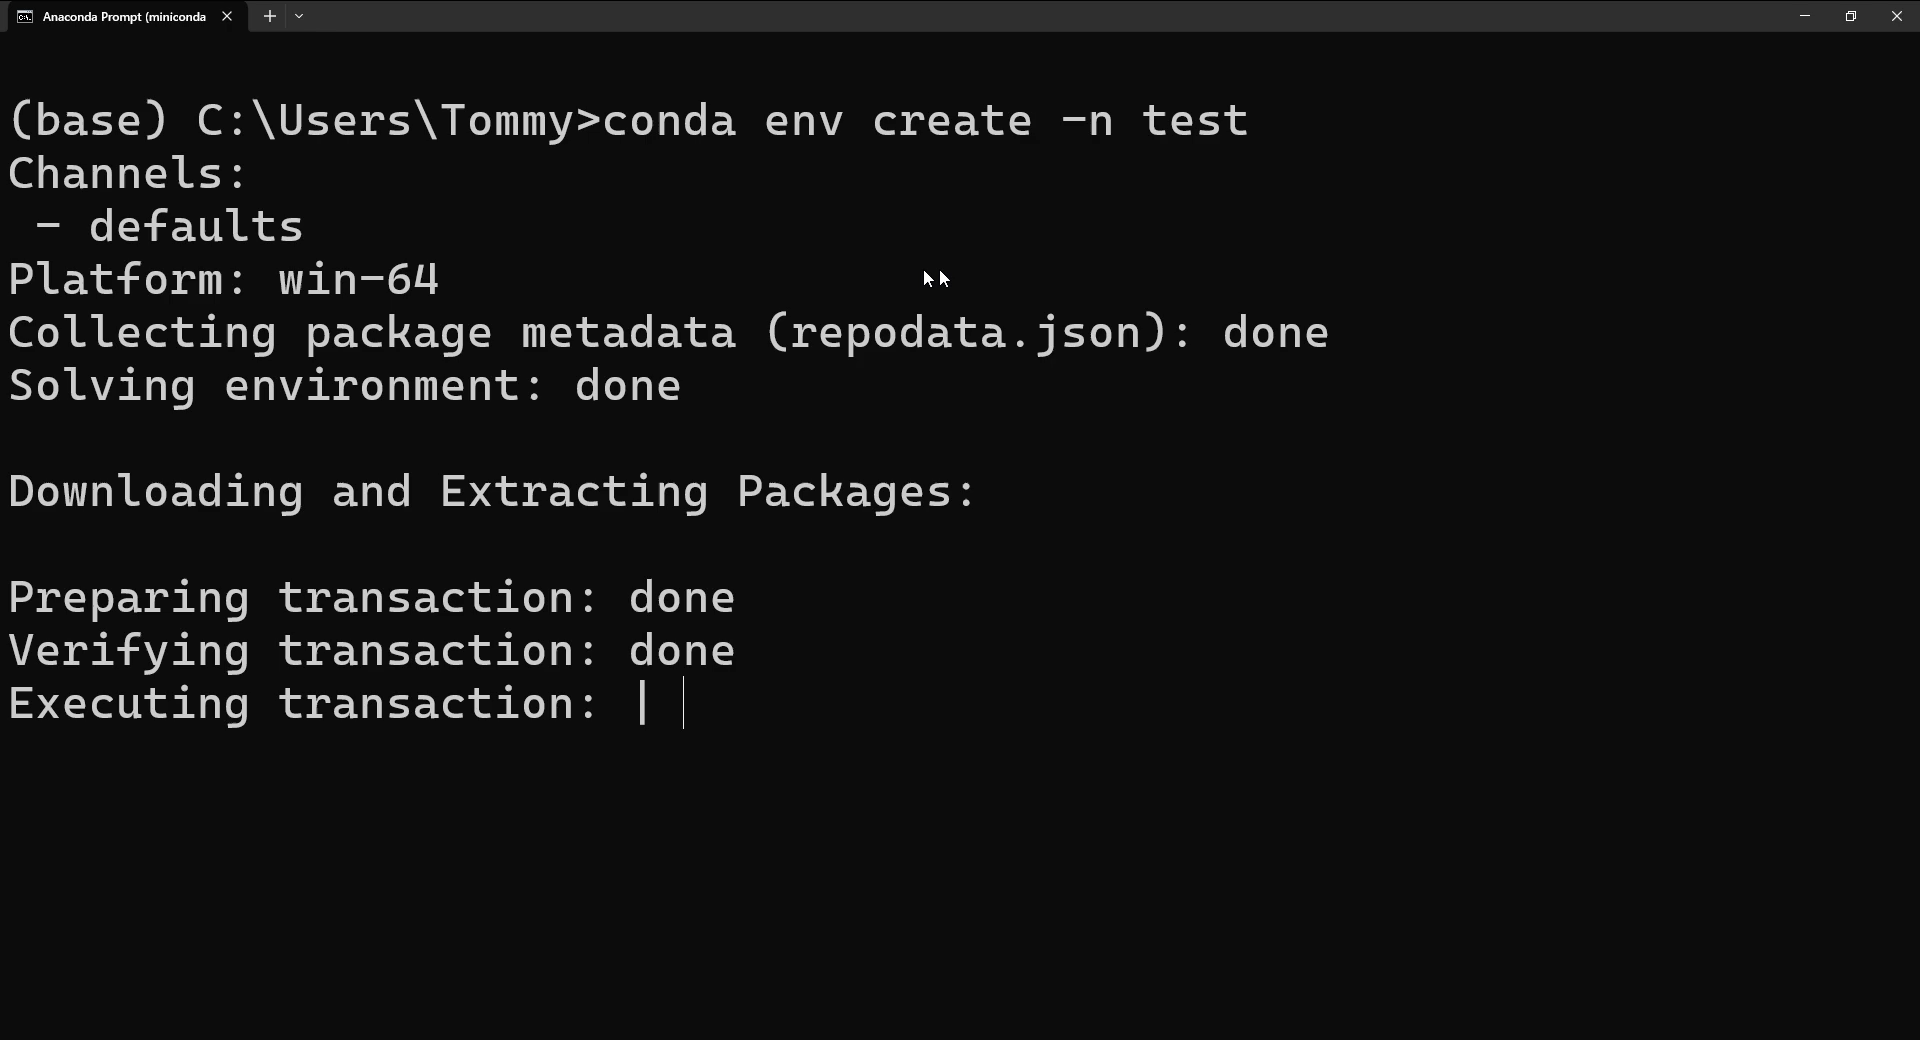 Anaconda Prompt (miniconda
(base) C:\Users\Tommy>conda env create -n test
Channels:
 - defaults
Platform: win-64
Collecting package metadata (repodata.json): done
Solving environment: done
Downloading and Extracting Packages:
Preparing transaction: done
Verifying transaction: done
Executing transaction: |